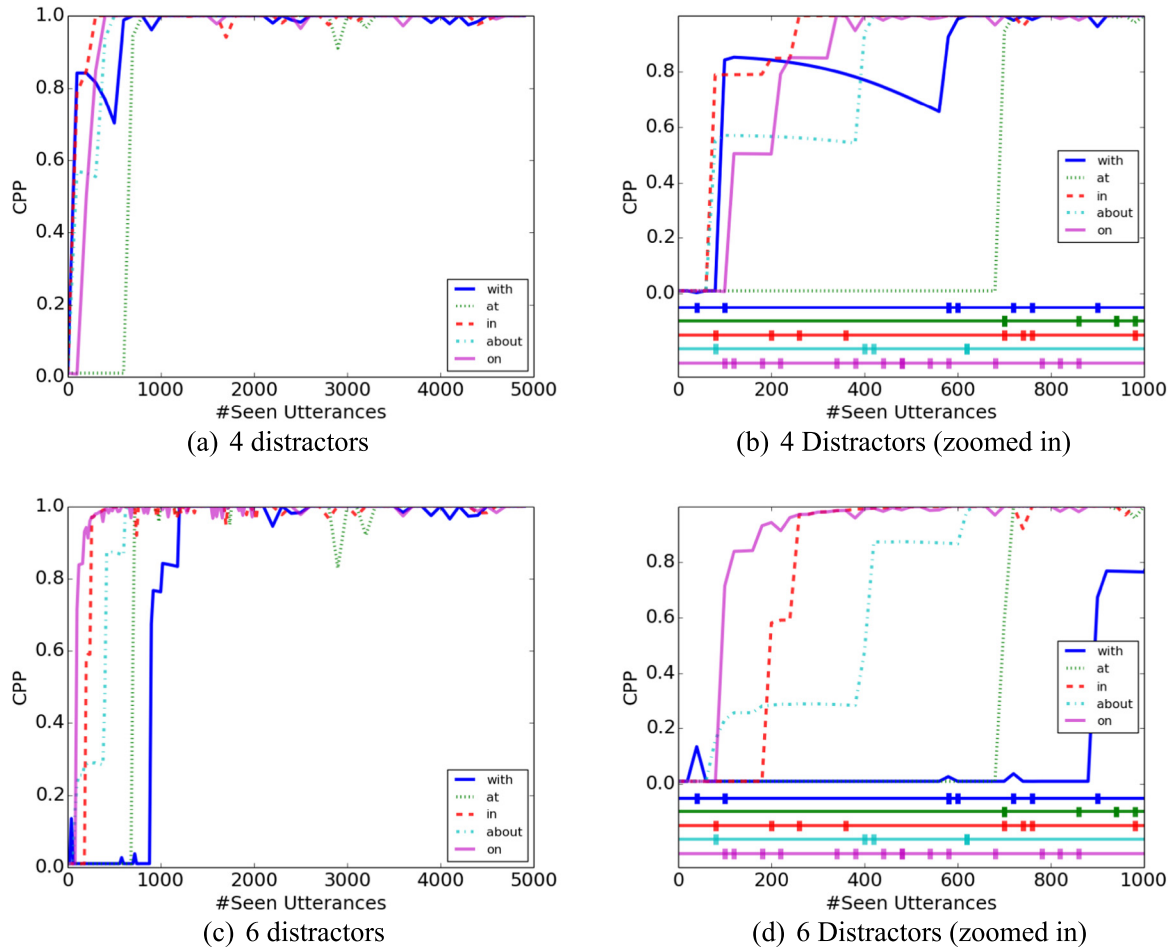 1.0
0.8
0.6
0.4
0.2
0.0
CPP
0 1000 2000 3000 4000 5000
#Seen Utterances
with
at
in
about
on
(a) 4 distractors
0.8
0.6
0.4
0.2
0.0
CPP
0 200 400 600 800 1000
#Seen Utterances
with
at
in
about
on
(b) 4 Distractors (zoomed in)
1.0
0.8
0.6
0.4
0.2
0.0
CPP
0 1000 2000 3000 4000 5000
#Seen Utterances
with
at
in
about
on
(c) 6 distractors
0.8
0.6
0.4
0.2
0.0
CPP
0 200 400 600 800 1000
#Seen Utterances
with
at
in
about
on
(d) 6 Distractors (zoomed in)